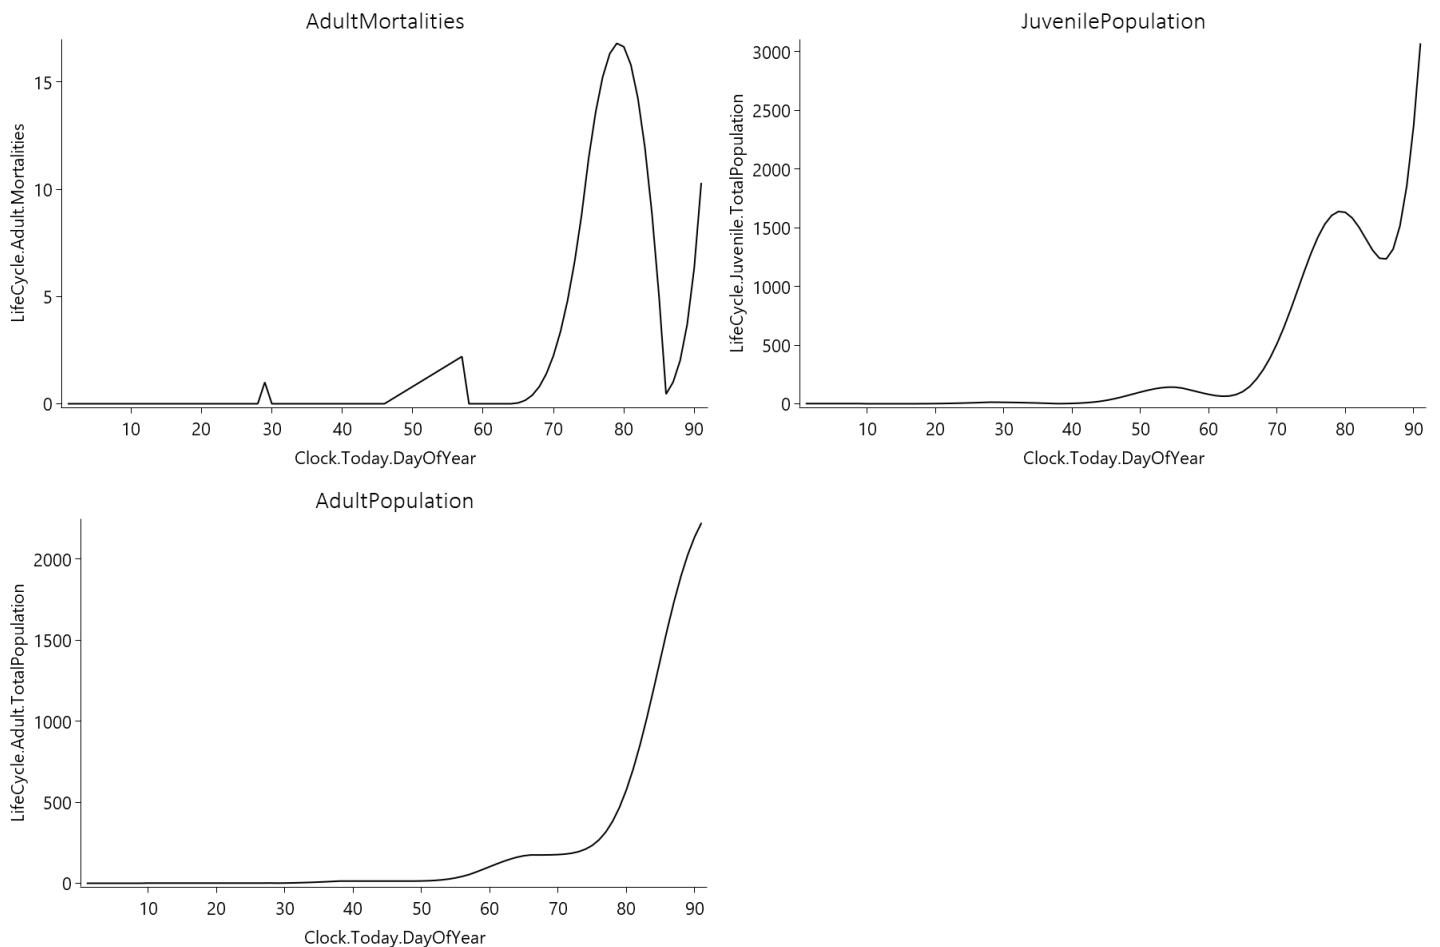 AdultMortalities
LifeCycle.Adult.Mortalities
15
10
5
0
10 20 30 40 50 60 70 80 90
Clock.Today.DayOfYear
JuvenilePopulation
LifeCycle.Juvenile.TotalPopulation
3000
2500
2000
1500
1000
500
0
10 20 30 40 50 60 70 80 90
Clock.Today.DayOfYear
AdultPopulation
LifeCycle.Adult.TotalPopulation
2000
1500
1000
500
0
10 20 30 40 50 60 70 80 90
Clock.Today.DayOfYear